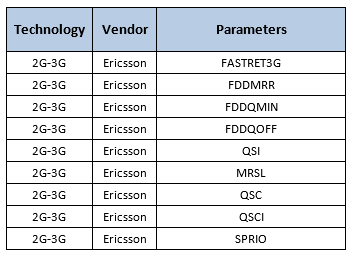 Technology Vendor Parameters
2G-3G Ericsson FASTRET3G
2G-3G Ericsson FDDMRR
2G-3G Ericsson FDDQMIN
2G-3G Ericsson FDDQOFF
2G-3G Ericsson QSI
2G-3G Ericsson MRSL
2G-3G Ericsson QSC
2G-3G Ericsson QSCI
2G-3G Ericsson SPRIO